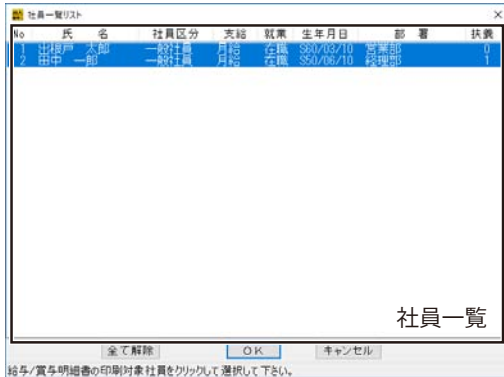 社員一覧リスト
No 氏 名 社員区分 支給 就業 生年月日 部 署 扶養
1 出根戸 太郎 一般社員 月給 在職 S60/03/10 営業部 0
2 田中 一郎 一般社員 月給 在職 S50/06/10 経理部 1
社員一覧
全て解除 OK キャンセル
給与/賞与明細書の印刷対象社員をクリックして選択して下さい。